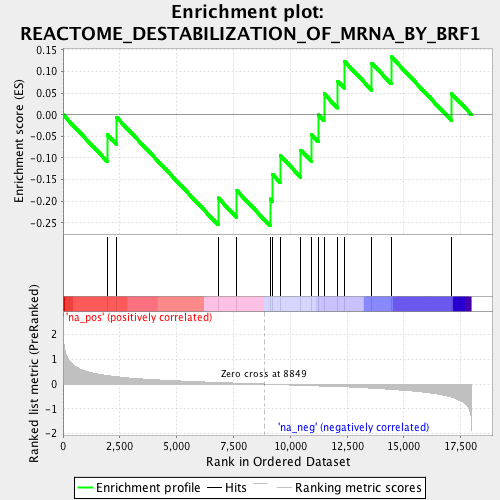 Enrichment plot:
REACTOME_DESTABILIZATION_OF_MRNA_BY_BRF1
Enrichment score (ES)
0.15
0.10
0.05
0.00
-0.05
-0.10
-0.15
-0.20
-0.25
'na_pos' (positively correlated)
Ranked list metric (PreRanked)
2
1
0
-1
-2
Zero cross at 8849
'na_neg' (negatively correlated)
0
2,500
5,000
7,500
10,000
12,500
15,000
17,500
Rank in Ordered Dataset
Enrichment profile
Hits
Ranking metric scores